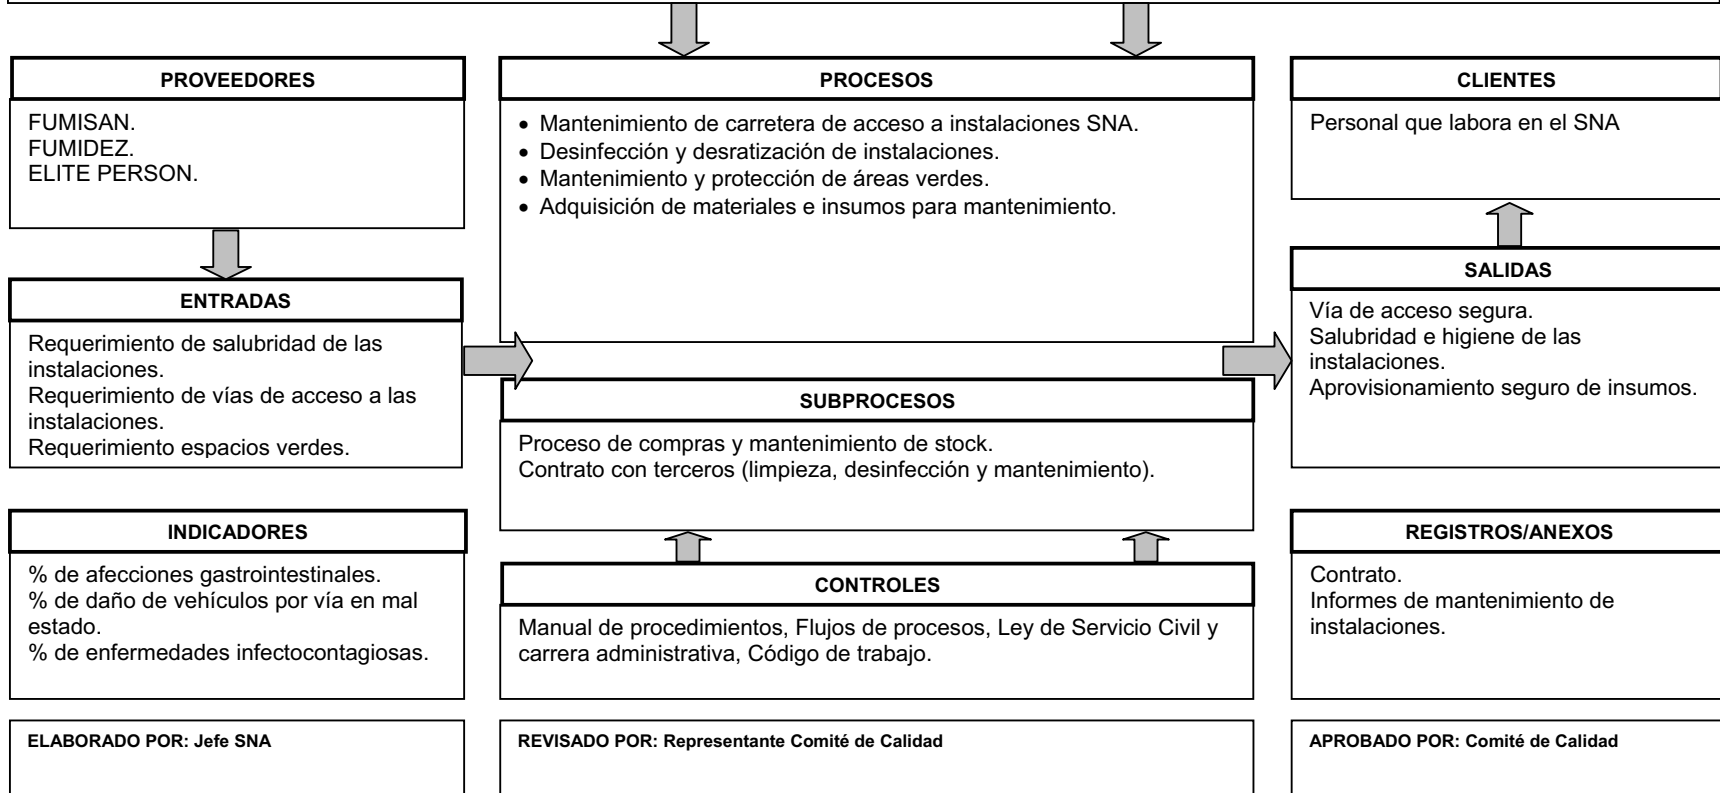 PROVEEDORES
FUMISAN.
FUMIDEZ.
ELITE PERSON.
PROCESOS
• Mantenimiento de carretera de acceso a instalaciones SNA.
• Desinfección y desratización de instalaciones.
• Mantenimiento y protección de áreas verdes.
• Adquisición de materiales e insumos para mantenimiento.
CLIENTES
Personal que labora en el SNA
ENTRADAS
Requerimiento de salubridad de las
instalaciones.
Requerimiento de vías de acceso a las
instalaciones.
Requerimiento espacios verdes.
SUBPROCESOS
Proceso de compras y mantenimiento de stock.
Contrato con terceros (limpieza, desinfección y mantenimiento).
SALIDAS
Vía de acceso segura.
Salubridad e higiene de las
instalaciones.
Aprovisionamiento seguro de insumos.
INDICADORES
% de afecciones gastrointestinales.
% de daño de vehículos por vía en mal
estado.
% de enfermedades infectocontagiosas.
CONTROLES
Manual de procedimientos, Flujos de procesos, Ley de Servicio Civil y
carrera administrativa, Código de trabajo.
REGISTROS/ANEXOS
Contrato.
Informes de mantenimiento de
instalaciones.
ELABORADO POR: Jefe SNA
REVISADO POR: Representante Comité de Calidad
APROBADO POR: Comité de Calidad